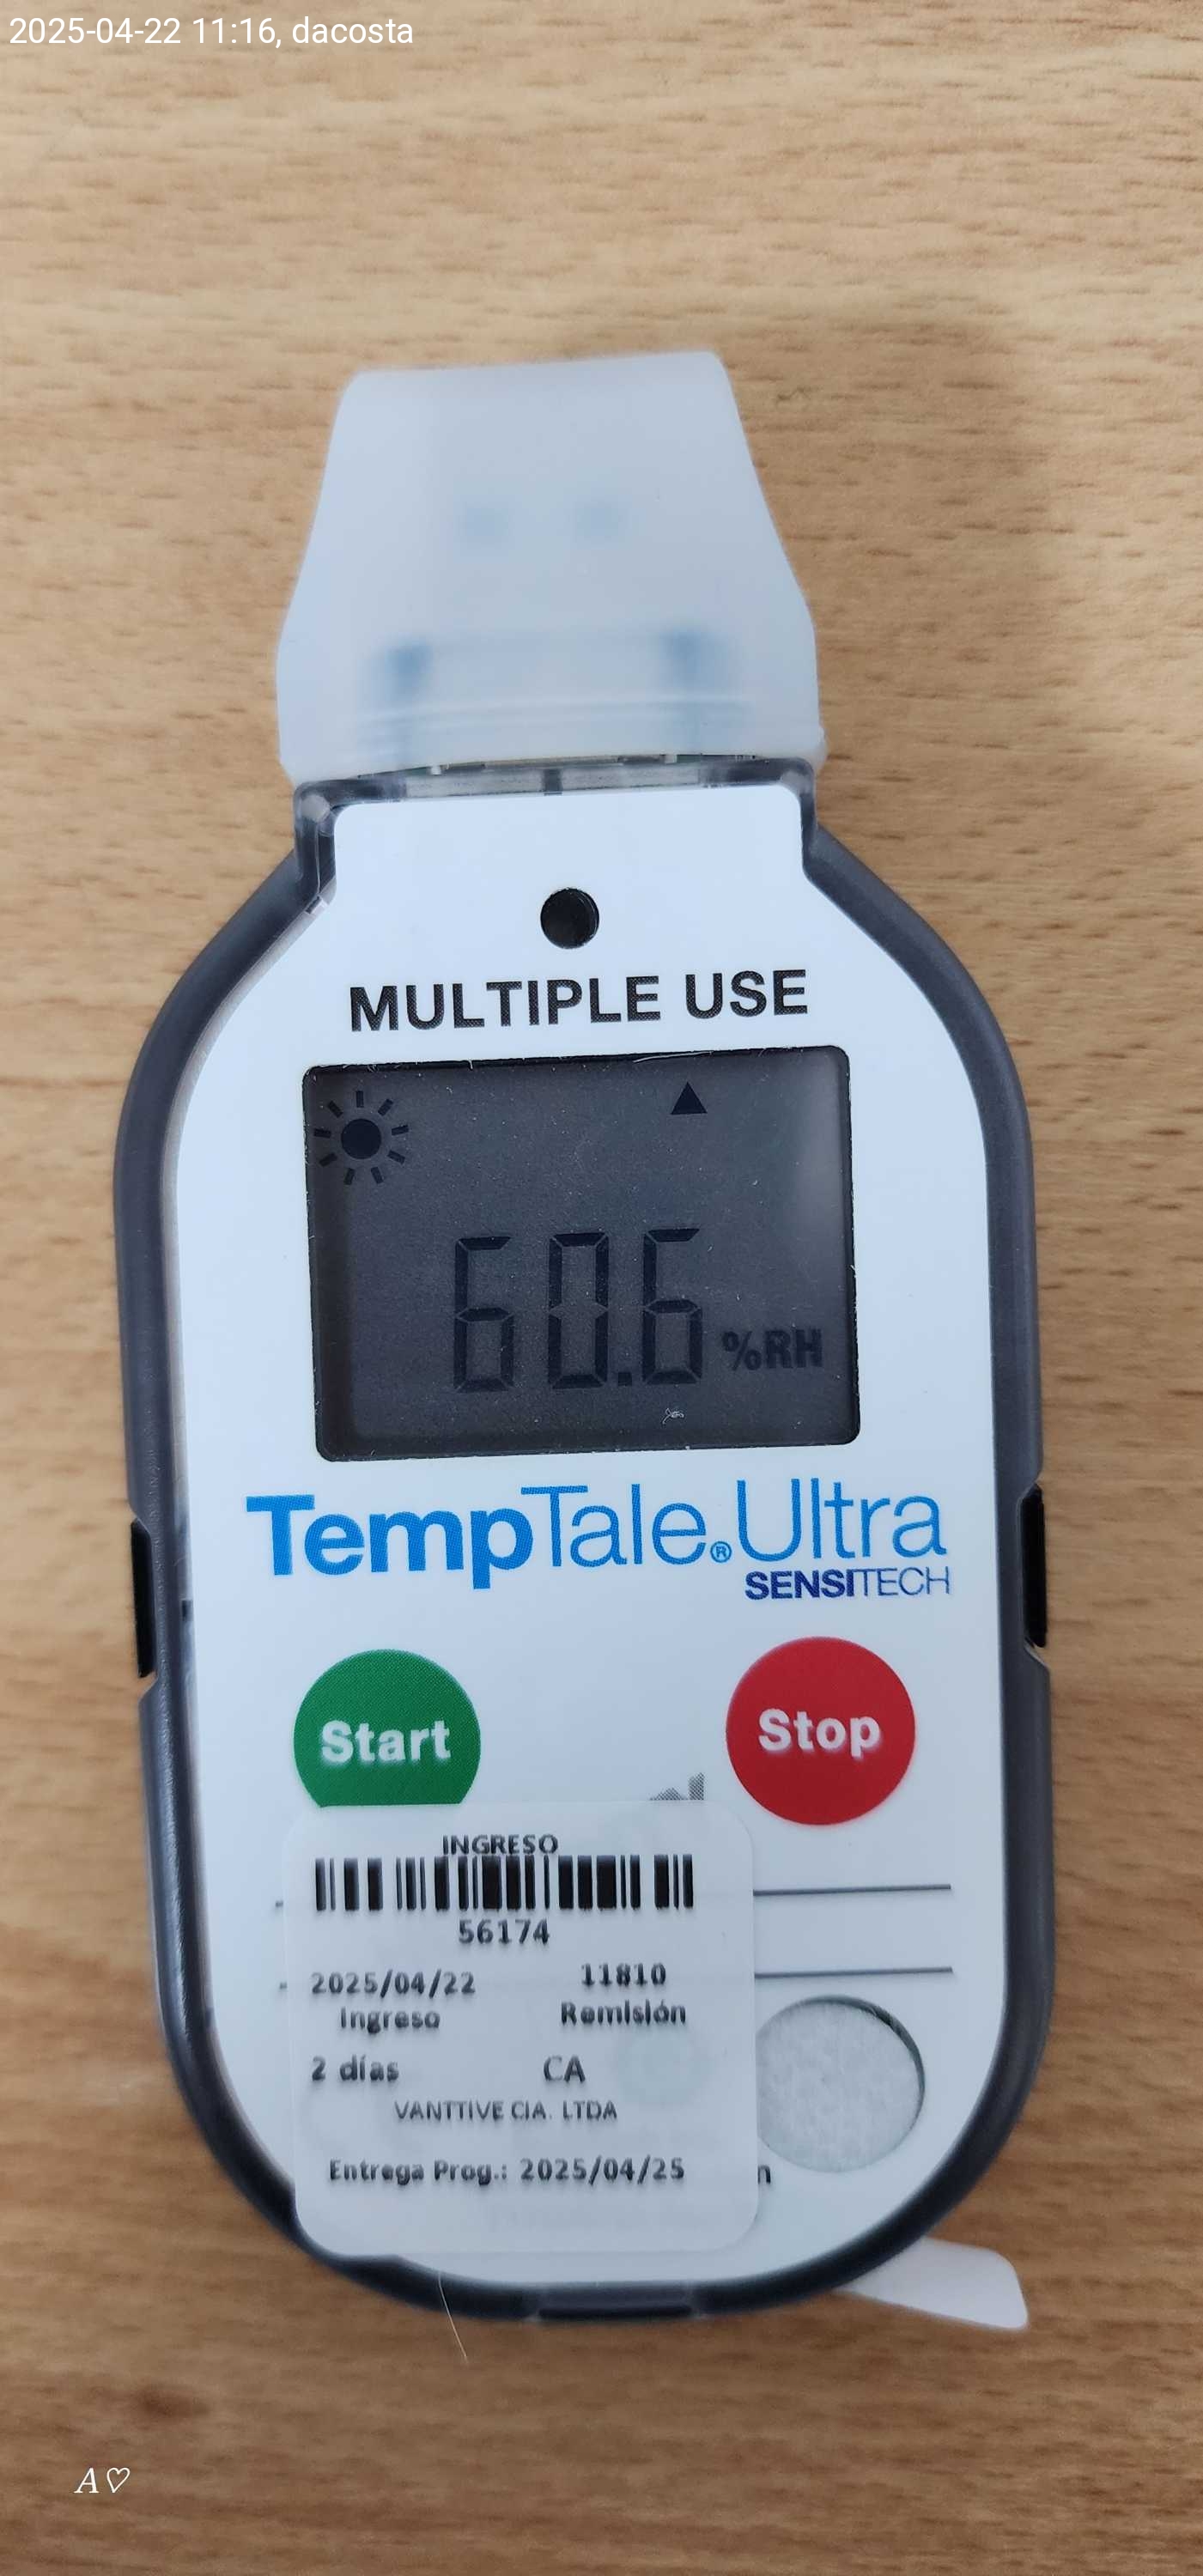 2025-04-22 11:16, dacosta
MULTIPLE USE
60.6 %RH
TempTale® Ultra
SENSITECH
Start
Stop
INGRESO
56174
2025/04/22 11810
Ingreso Remisión
2 días CA
VANTTIVE CIA. LTDA
Entrega Prog.: 2025/04/25
n
A♡